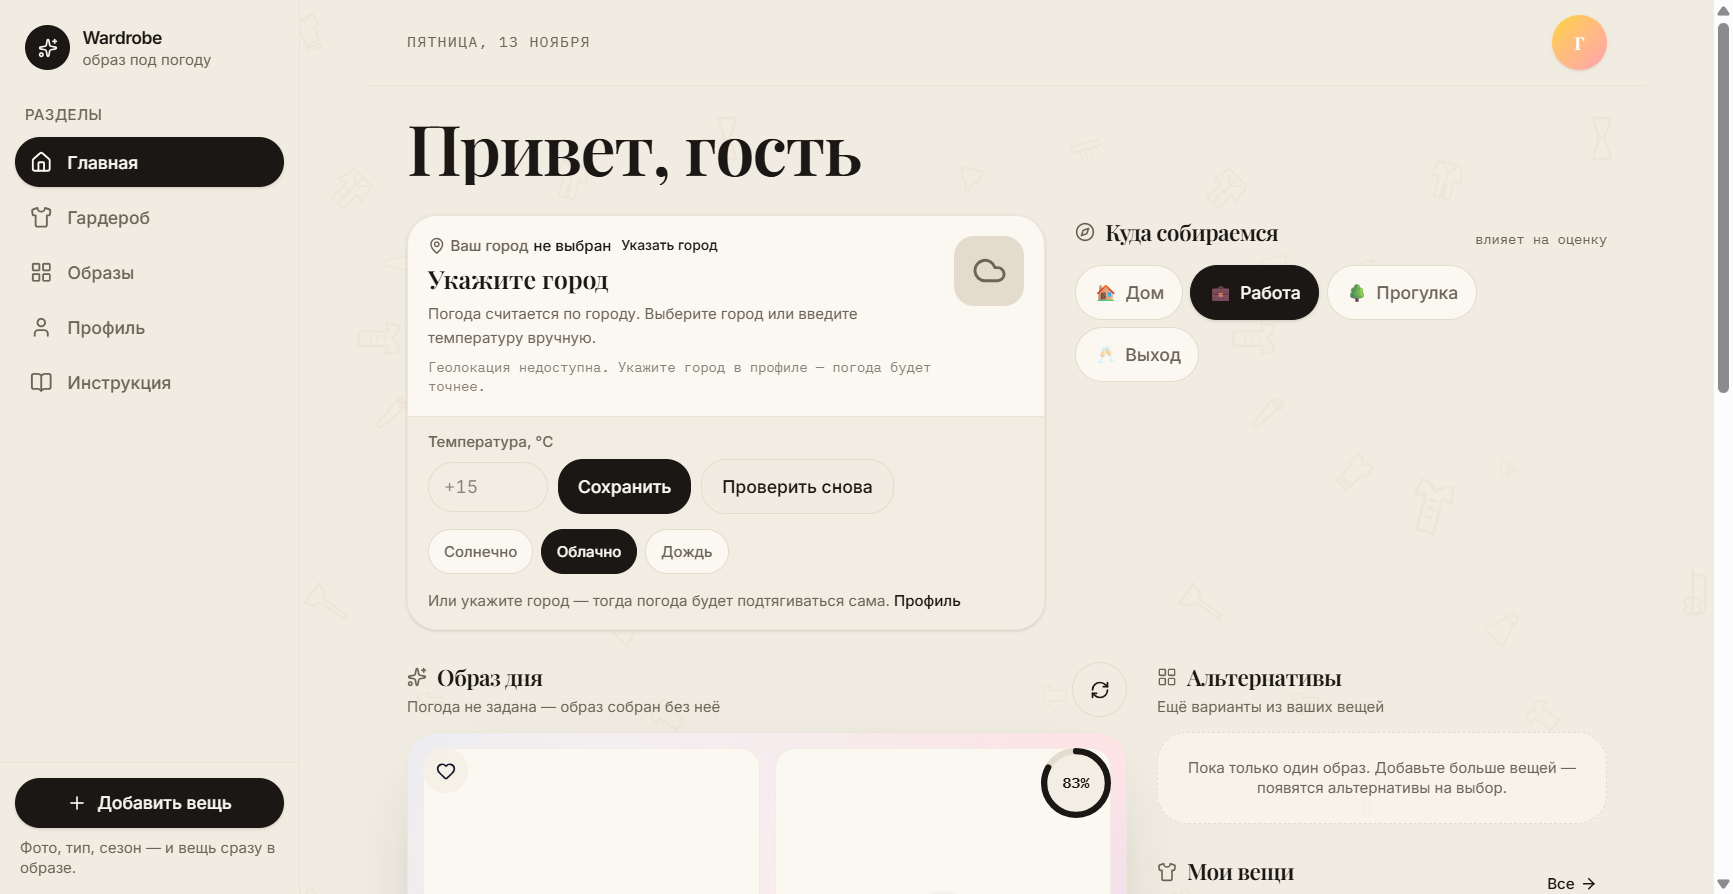 Wardrobe
образ под погоду
РАЗДЕЛЫ
Главная
Гардероб
Образы
Профиль
Инструкция
Добавить вещь
Фото, тип, сезон — и вещь сразу в
образе.
ПЯТНИЦА, 13 НОЯБРЯ
Г
Привет, гость
Ваш город не выбран Указать город
Укажите город
Погода считается по городу. Выберите город или введите
температуру вручную.
Геолокация недоступна. Укажите город в профиле — погода будет
точнее.
Температура, °C
+15
Сохранить
Проверить снова
Солнечно
Облачно
Дождь
Или укажите город — тогда погода будет подтягиваться сама. Профиль
Куда собираемся
влияет на оценку
Дом
Работа
Прогулка
Выход
Образ дня
Погода не задана — образ собран без неё
83%
Альтернативы
Ещё варианты из ваших вещей
Пока только один образ. Добавьте больше вещей —
появятся альтернативы на выбор.
Мои вещи
Все →